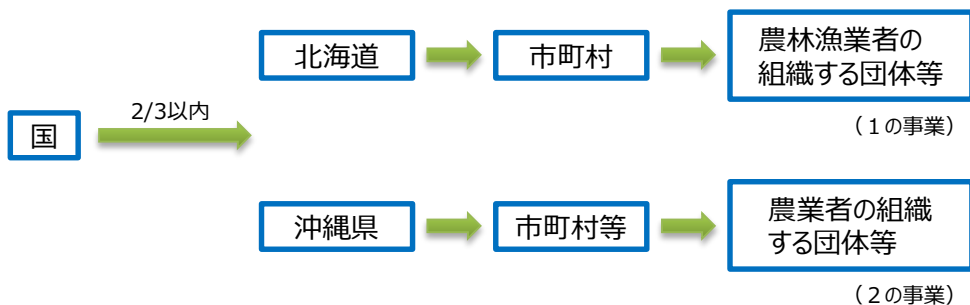 北海道
市町村
農林漁業者の
組織する団体等
(1の事業)
国
2/3以内
沖縄県
市町村等
農業者の組織
する団体等
(2の事業)